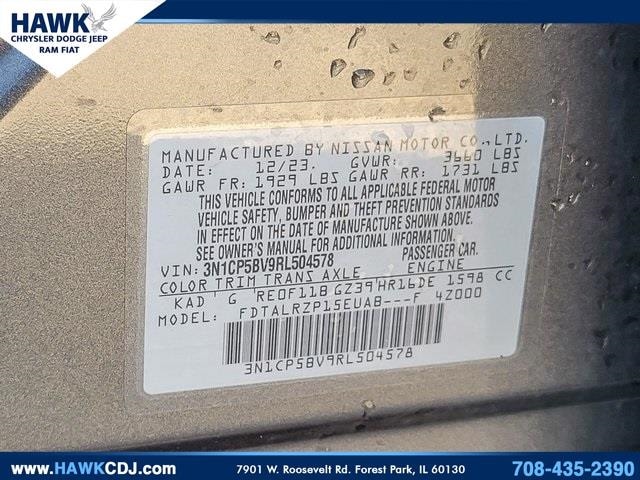 HAWK
CHRYSLER DODGE JEEP
RAM FIAT
MANUFACTURED BY NISSAN MOTOR CO.,LTD.
DATE: 12/23. GVWR: 3660 LBS
GAWR FR: 1929 LBS GAWR RR: 1731 LBS
THIS VEHICLE CONFORMS TO ALL APPLICABLE FEDERAL MOTOR
VEHICLE SAFETY, BUMPER AND THEFT PREVENTION STANDARDS
IN EFFECT ON THE DATE OF MANUFACTURE SHOWN ABOVE.
SEE OWNER'S MANUAL FOR ADDITIONAL INFORMATION.
VIN: 3N1CP5BV9RL504578 PASSENGER CAR.
COLOR TRIM TRANS AXLE ENGINE
KAD G RE0F11B GZ39 HR16DE 1598 CC
MODEL: FDTALRZP15EUAB---F 4Z000
3N1CP5BV9RL504578
www.HAWKCDJ.com 7901 W. Roosevelt Rd. Forest Park, IL 60130 708-435-2390